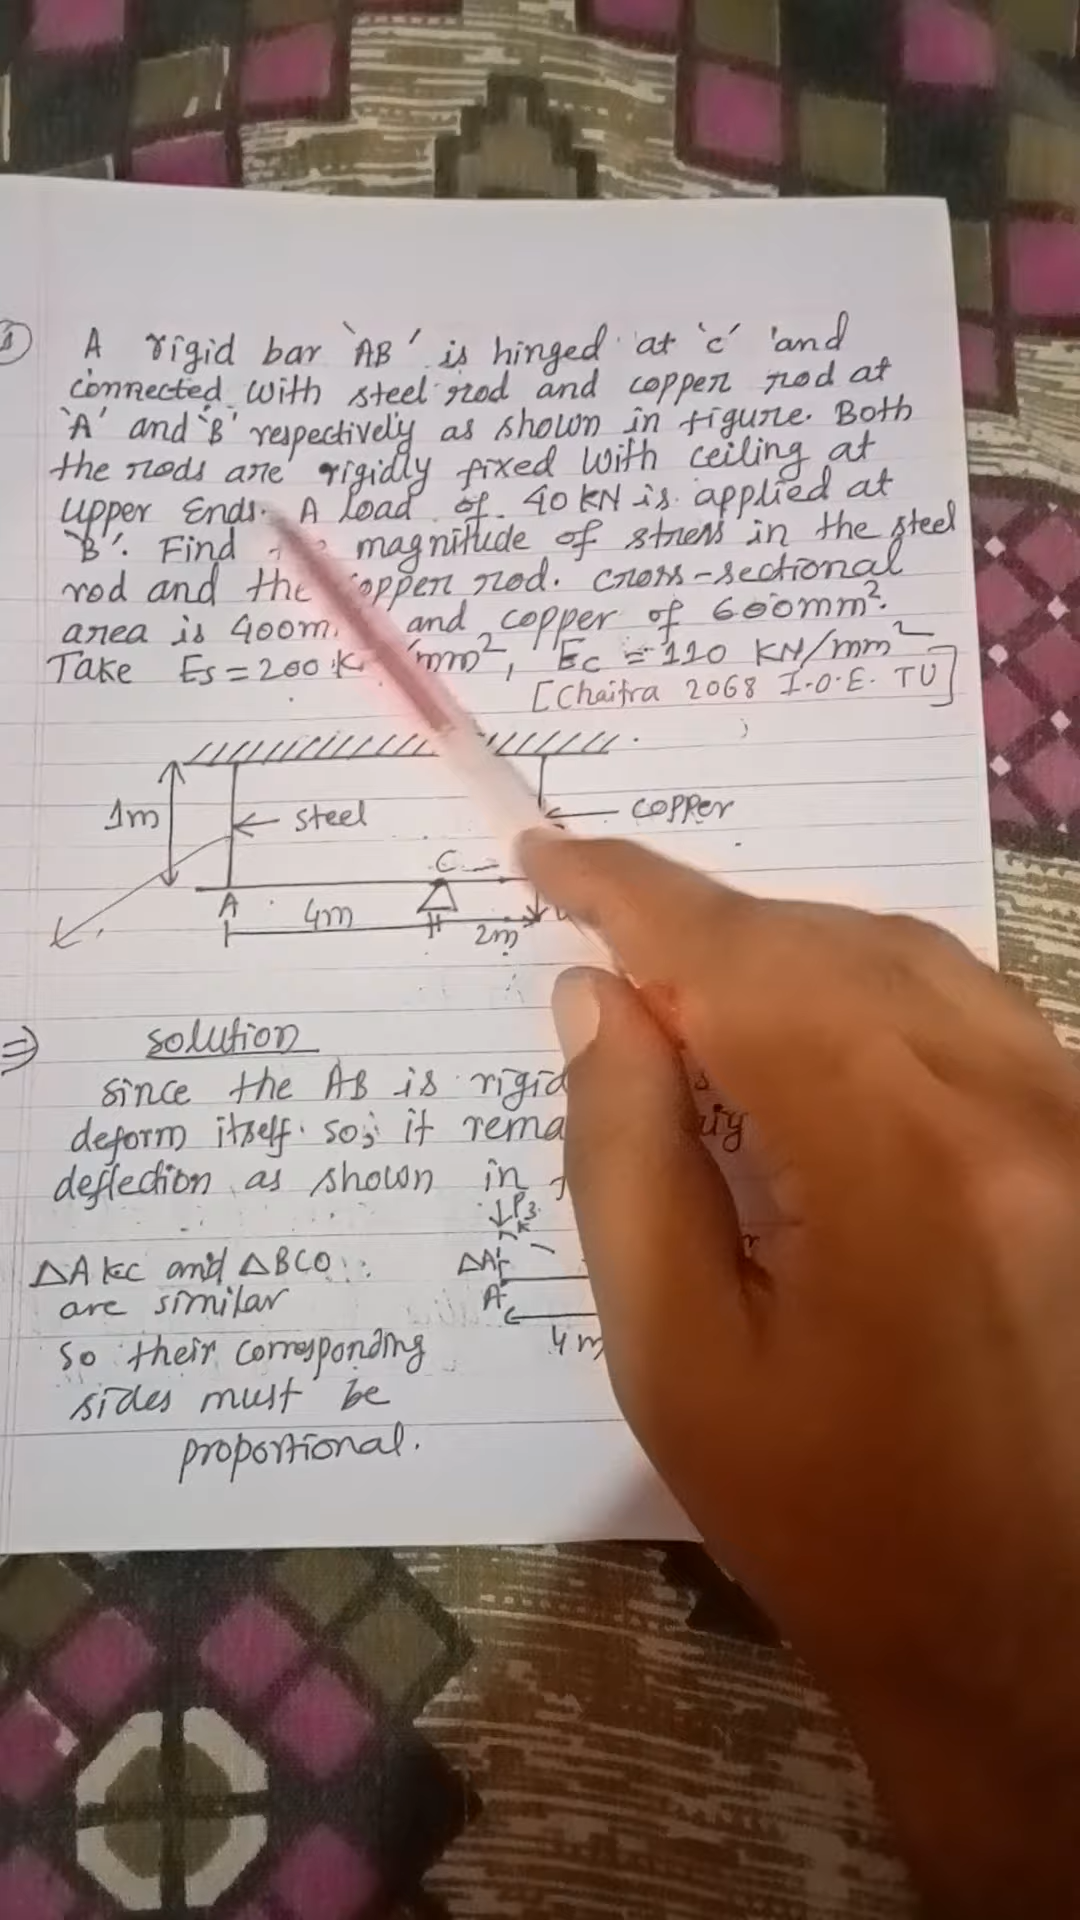 A rigid bar `AB' is hinged at `c' 'and
connected with steel rod and copper rod at
`A' and `B' respectively as shown in figure. Both
the rods are rigidly fixed with ceiling at
upper Ends. A load of 40 KN is applied at
`B'. Find magnitude of stress in the steel
rod and the copper rod. cross-sectional
area is 400m and copper of 600mm².
Take Es = 200 K /mm², Ec = 110 KN/mm²
[Chaitra 2068 I.O.E. TU]
1m
steel
copper
C
A
4m
2m
solution
since the AB is rigid
deform itself. so; it rema
deflection as shown in
P3
ΔAKC and ΔBCO
are similar
ΔA
A
4m
so their corresponding
sides must be
proportional.